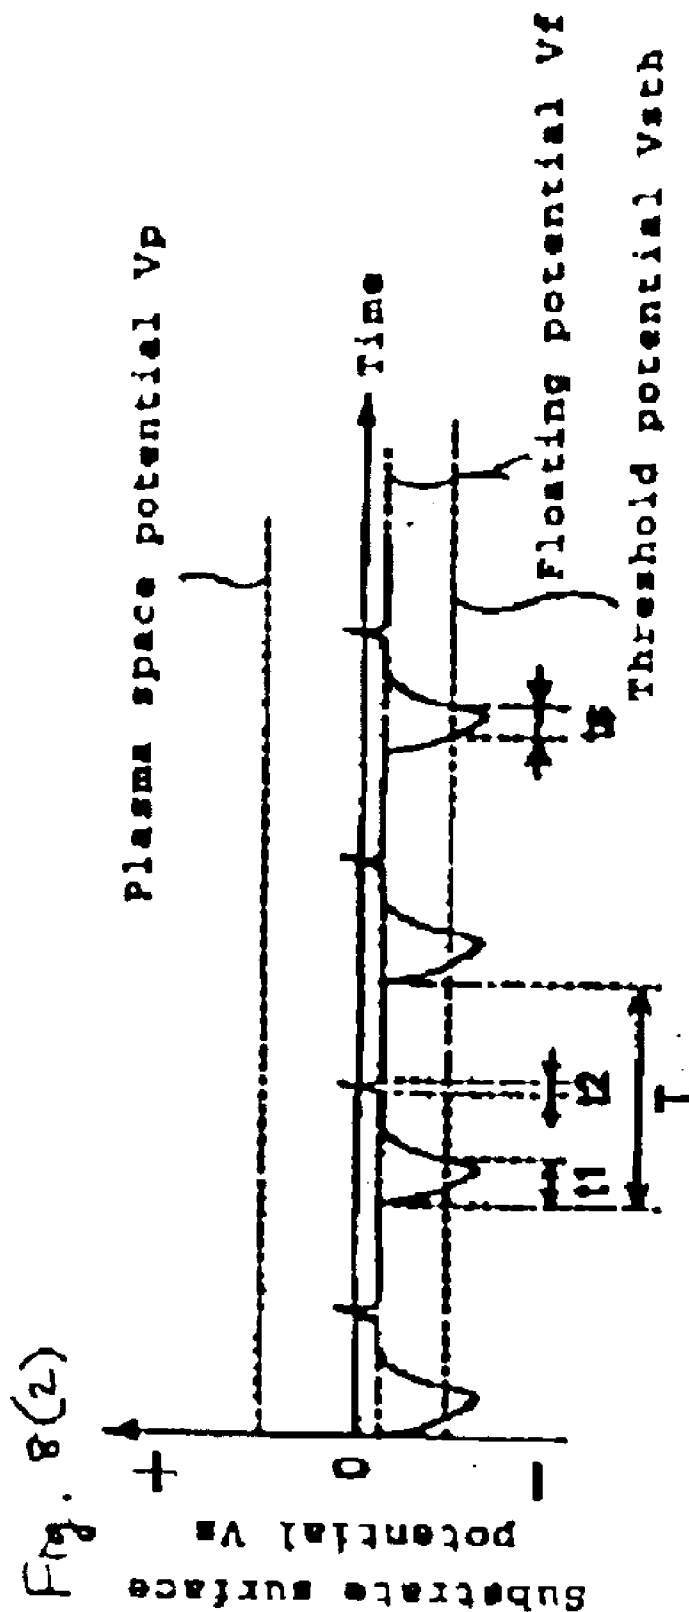 Fig. 8(2)
Substrate surface
potential Vs
+
0
−
Plasma space potential Vp
Time
Floating potential Vf
Threshold potential Vsth
t1
t2
ts
T